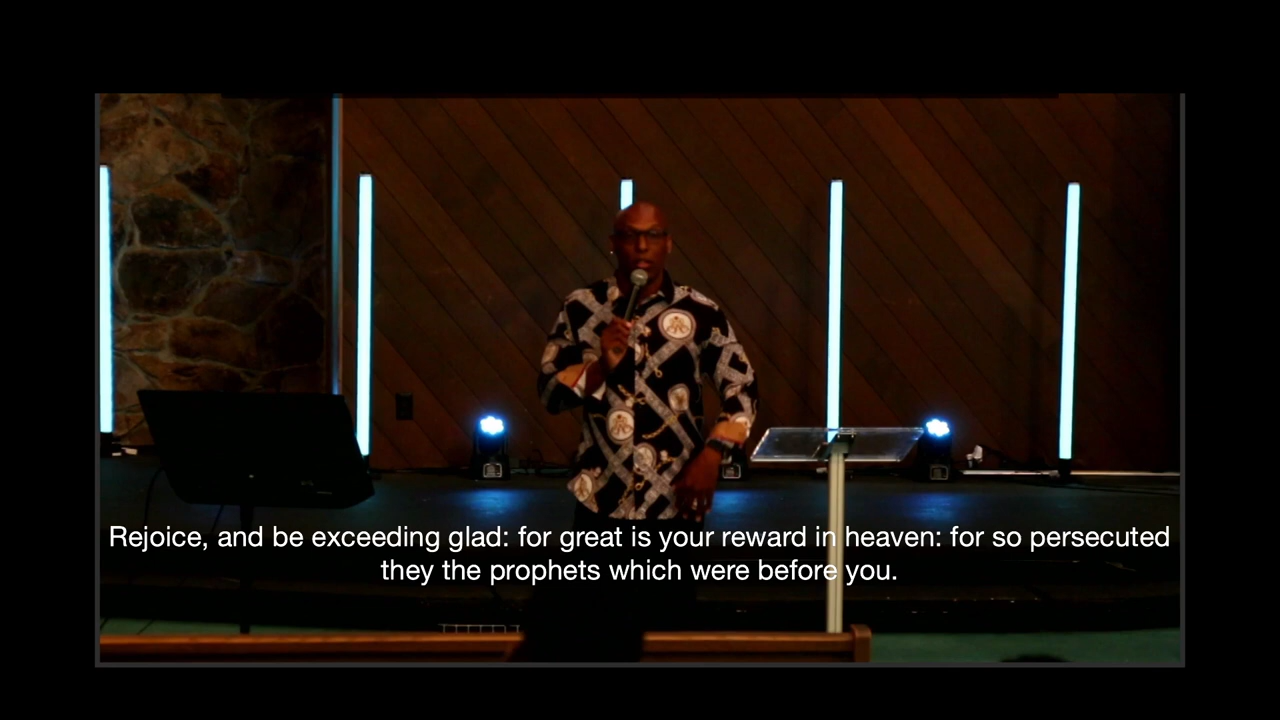 Rejoice, and be exceeding glad: for great is your reward in heaven: for so persecuted
they the prophets which were before you.